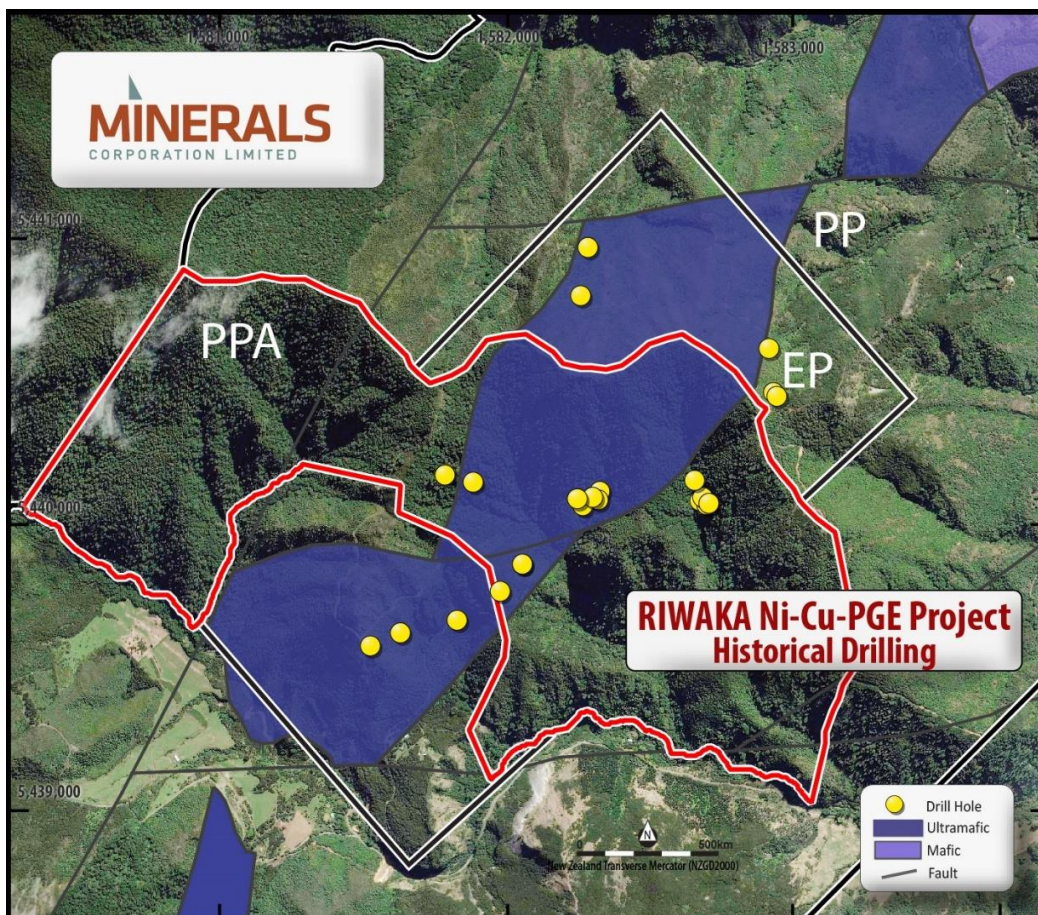 1,581,000
1,582,000
1,583,000
MINERALS
CORPORATION LIMITED
5,441,000
PP
PPA
EP
5,440,000
RIWAKA Ni-Cu-PGE Project
Historical Drilling
5,439,000
N
0
500km
New Zealand Transverse Mercator (NZGD2000)
Drill Hole
Ultramafic
Mafic
Fault